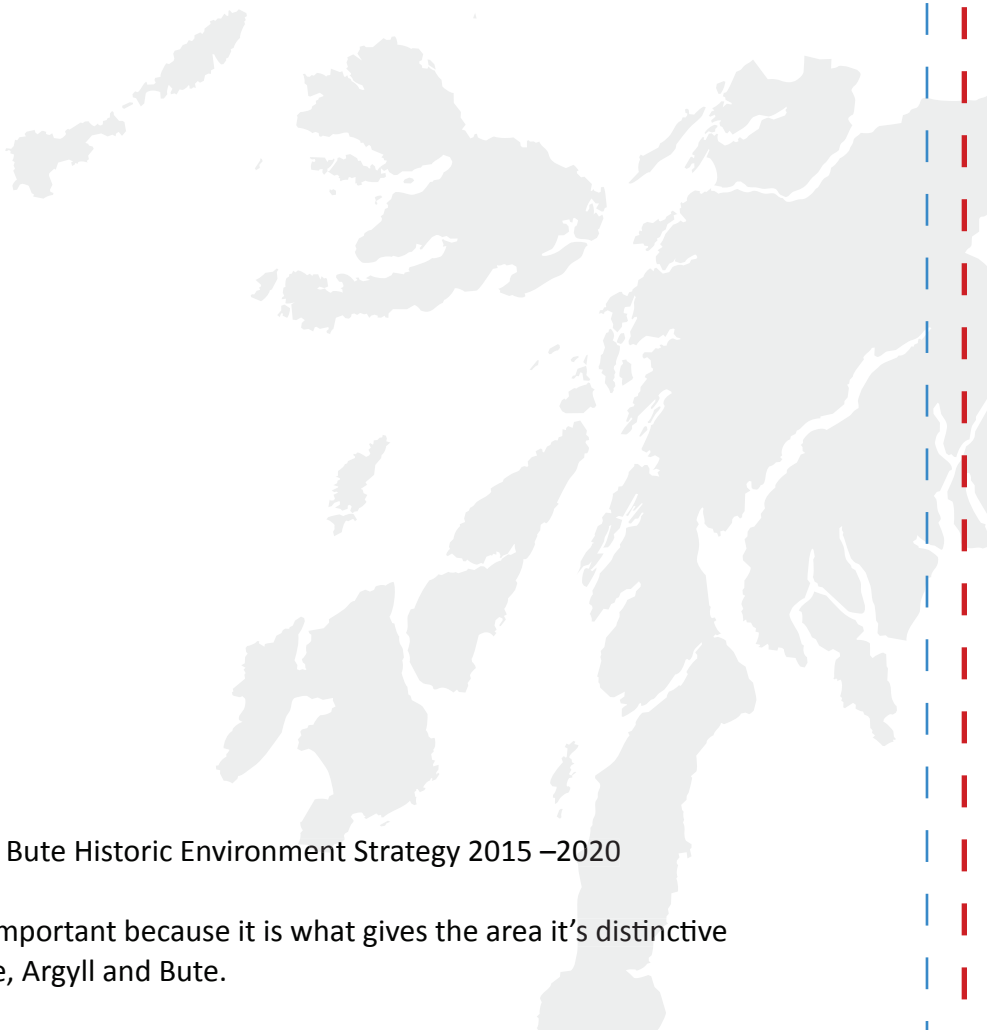 Bute Historic Environment Strategy 2015 –2020
mportant because it is what gives the area it’s distinctive
e, Argyll and Bute.